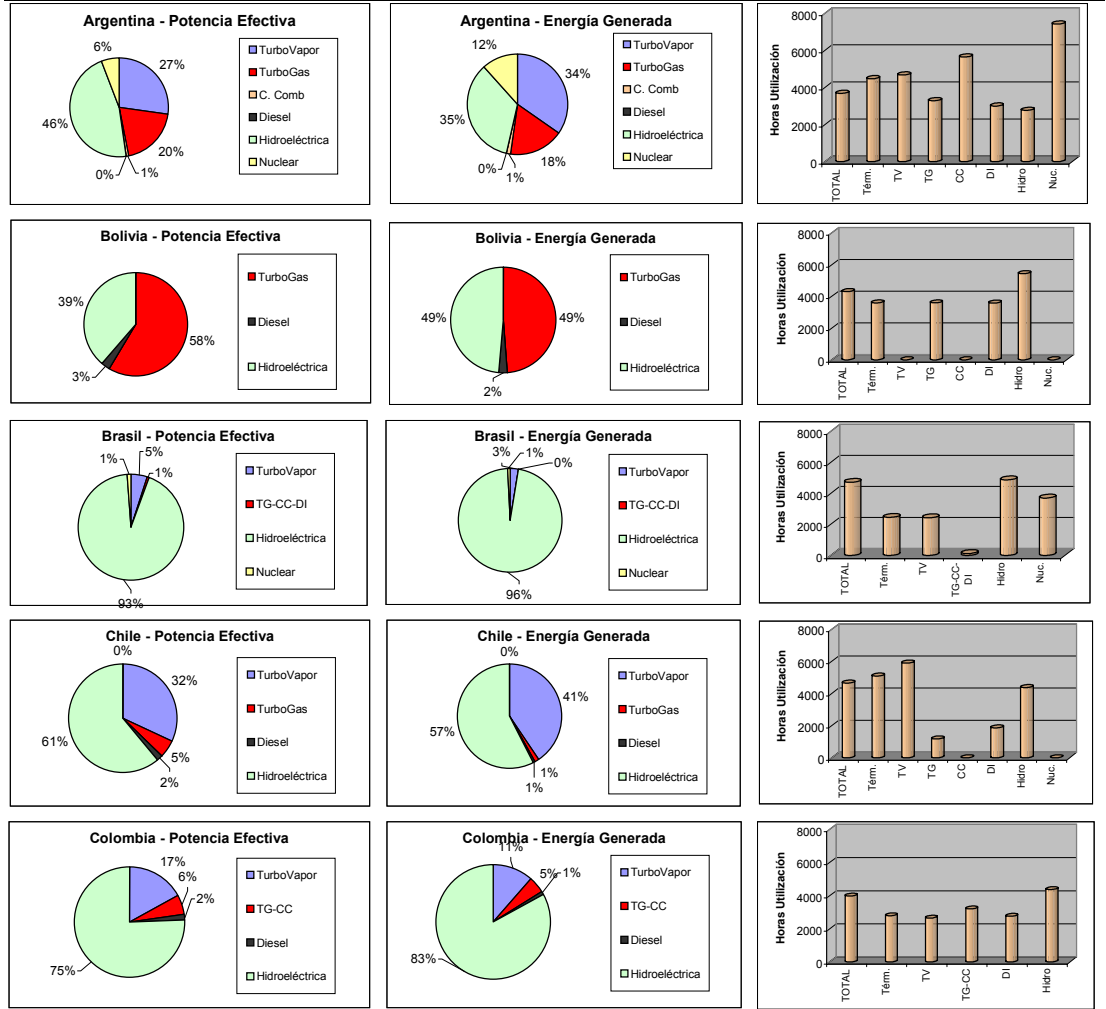 Argentina - Potencia Efectiva
6%
27%
46%
20%
0%
1%
TurboVapor
TurboGas
C. Comb
Diesel
Hidroeléctrica
Nuclear
Argentina - Energía Generada
12%
34%
35%
18%
0%
1%
TurboVapor
TurboGas
C. Comb
Diesel
Hidroeléctrica
Nuclear
Horas Utilización
8000
6000
4000
2000
0
TOTAL
Térm.
TV
TG
CC
DI
Hidro
Nuc.
Bolivia - Potencia Efectiva
39%
58%
3%
TurboGas
Diesel
Hidroeléctrica
Bolivia - Energía Generada
49%
49%
2%
TurboGas
Diesel
Hidroeléctrica
Horas Utilización
8000
6000
4000
2000
0
TOTAL
Térm.
TV
TG
CC
DI
Hidro
Nuc.
Brasil - Potencia Efectiva
1%
5%
1%
93%
TurboVapor
TG-CC-DI
Hidroeléctrica
Nuclear
Brasil - Energía Generada
3%
1%
0%
96%
TurboVapor
TG-CC-DI
Hidroeléctrica
Nuclear
Horas Utilización
8000
6000
4000
2000
0
TOTAL
Térm.
TV
TG-CC-
DI
Hidro
Nuc.
Chile - Potencia Efectiva
0%
32%
61%
5%
2%
TurboVapor
TurboGas
Diesel
Hidroeléctrica
Chile - Energía Generada
0%
41%
57%
1%
1%
TurboVapor
TurboGas
Diesel
Hidroeléctrica
Horas Utilización
8000
6000
4000
2000
0
TOTAL
Térm.
TV
TG
CC
DI
Hidro
Nuc.
Colombia - Potencia Efectiva
17%
6%
2%
75%
TurboVapor
TG-CC
Diesel
Hidroeléctrica
Colombia - Energía Generada
11%
5%
1%
83%
TurboVapor
TG-CC
Diesel
Hidroeléctrica
Horas Utilización
8000
6000
4000
2000
0
TOTAL
Térm.
TV
TG-CC
DI
Hidro